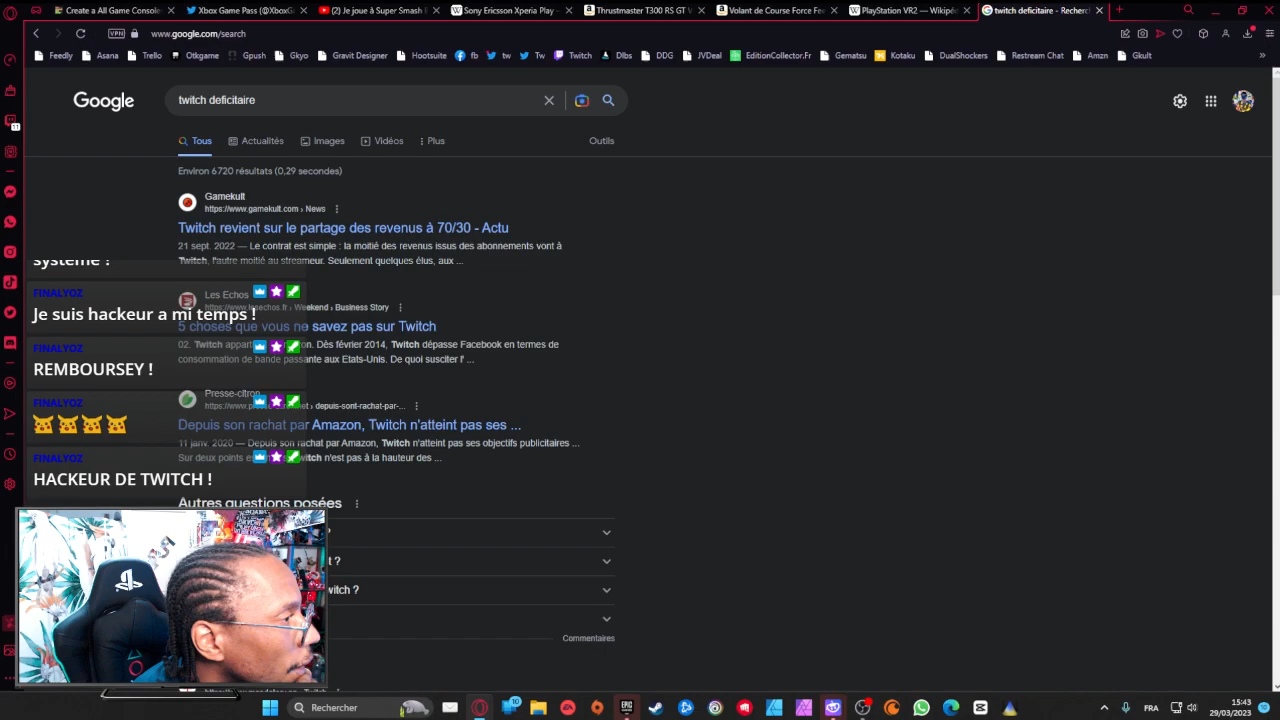 Create a All Game Console
Xbox Game Pass (@XboxG
(2) Je joue à Super Smash
Sony Ericsson Xperia Play
Thrustmaster T300 RS GT
Volant de Course Force Fe
PlayStation VR2 — Wikipé
twitch deficitaire - Recherc
VPN
www.google.com/search
Feedly
Asana
Trello
Otkgame
Gpush
Gkyo
Gravit Designer
Hootsuite
fb
tw
Tw
Twitch
Dlbs
DDG
JVDeal
EditionCollector.Fr
Gematsu
Kotaku
DualShockers
Restream Chat
Amzn
Gkult
11
Google
twitch deficitaire
Tous
Actualités
Images
Vidéos
Plus
Outils
Environ 6 720 résultats (0,29 secondes)
Gamekult
https://www.gamekult.com › News
Twitch revient sur le partage des revenus à 70/30 - Actu
21 sept. 2022 — Le contrat est simple : la moitié des revenus issus des abonnements vont à
Twitch, l'autre moitié au streameur. Seulement quelques élus, aux ...
système !
Les Echos
https://www.lesechos.fr › Weekend › Business Story
5 choses que vous ne savez pas sur Twitch
02. Twitch appart on. Dès février 2014, Twitch dépasse Facebook en termes de
consommation de bande passante aux Etats-Unis. De quoi susciter l' ...
FINALYOZ
Je suis hackeur a mi temps !
FINALYOZ
REMBOURSEY !
Presse-citron
depuis-sont-rachat-par-...
Depuis son rachat par Amazon, Twitch n'atteint pas ses ...
11 janv. 2020 — Depuis son rachat par Amazon, Twitch n'atteint pas ses objectifs publicitaires ...
Sur deux points witch n'est pas à la hauteur des ...
FINALYOZ
FINALYOZ
HACKEUR DE TWITCH !
Autres questions posées
?
t ?
witch ?
Commentaires
Rechercher
10
EPIC
FRA
15:43
29/03/2023